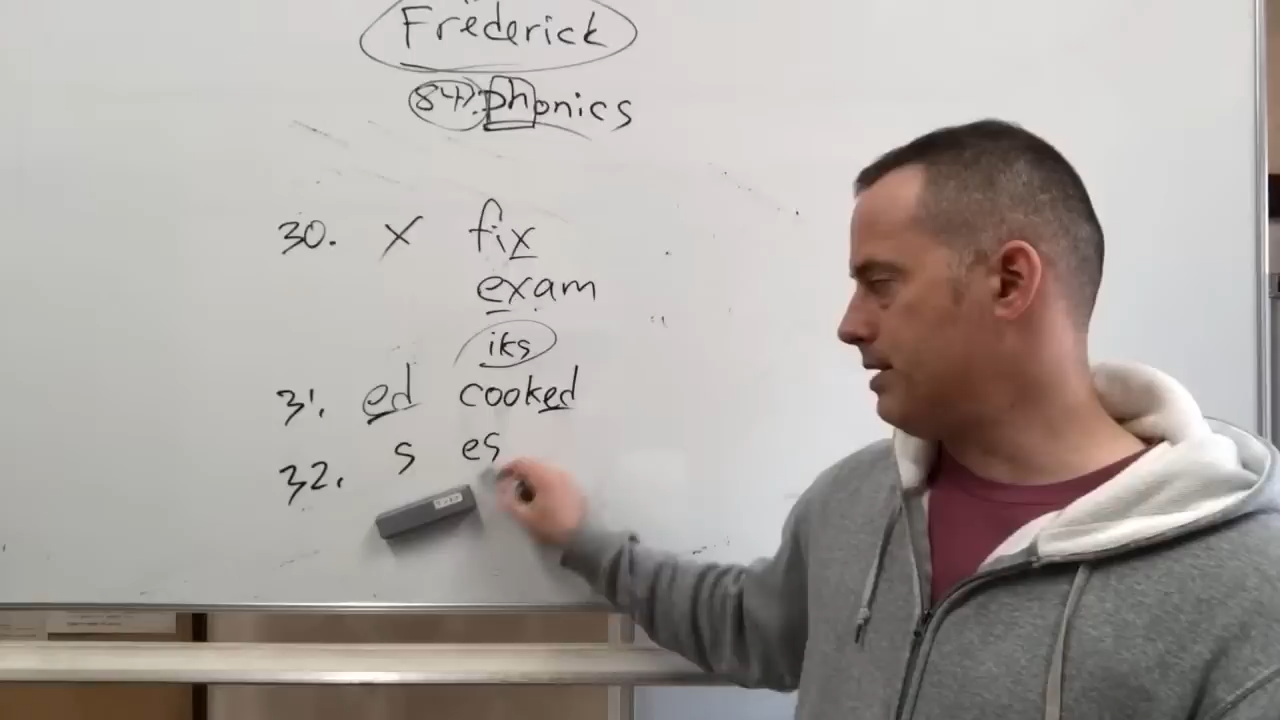 Frederick
84%: phonics
30. x fix
exam
iks
31. ed cooked
32. s es